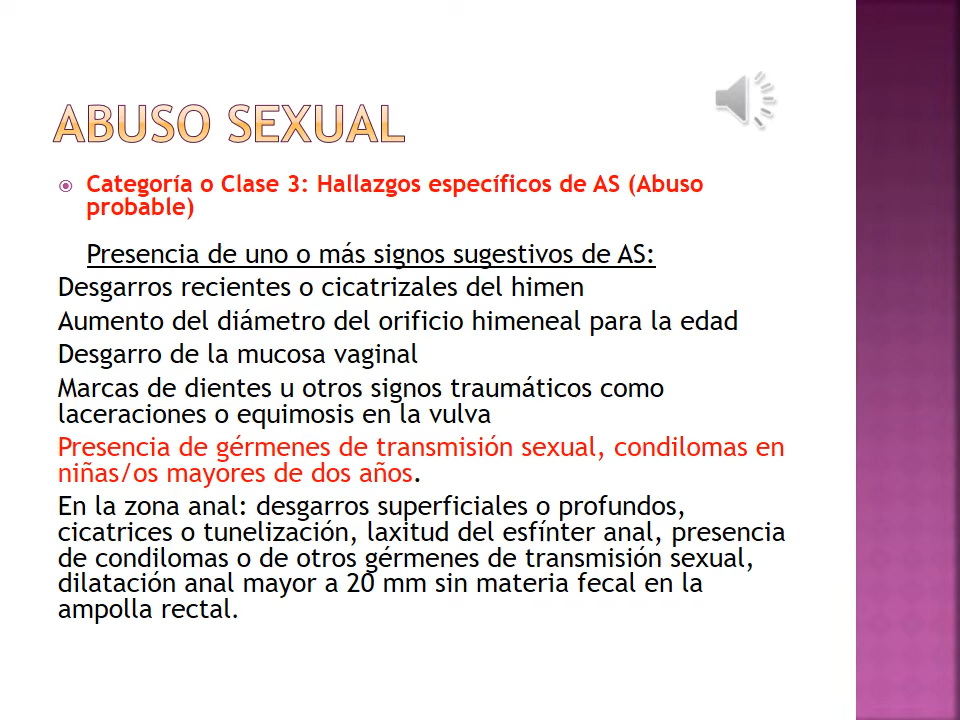 ABUSO SEXUAL
Categoría o Clase 3: Hallazgos específicos de AS (Abuso
probable)
Presencia de uno o más signos sugestivos de AS:
Desgarros recientes o cicatrizales del himen
Aumento del diámetro del orificio himeneal para la edad
Desgarro de la mucosa vaginal
Marcas de dientes u otros signos traumáticos como
laceraciones o equimosis en la vulva
Presencia de gérmenes de transmisión sexual, condilomas en
niñas/os mayores de dos años.
En la zona anal: desgarros superficiales o profundos,
cicatrices o tunelización, laxitud del esfínter anal, presencia
de condilomas o de otros gérmenes de transmisión sexual,
dilatación anal mayor a 20 mm sin materia fecal en la
ampolla rectal.